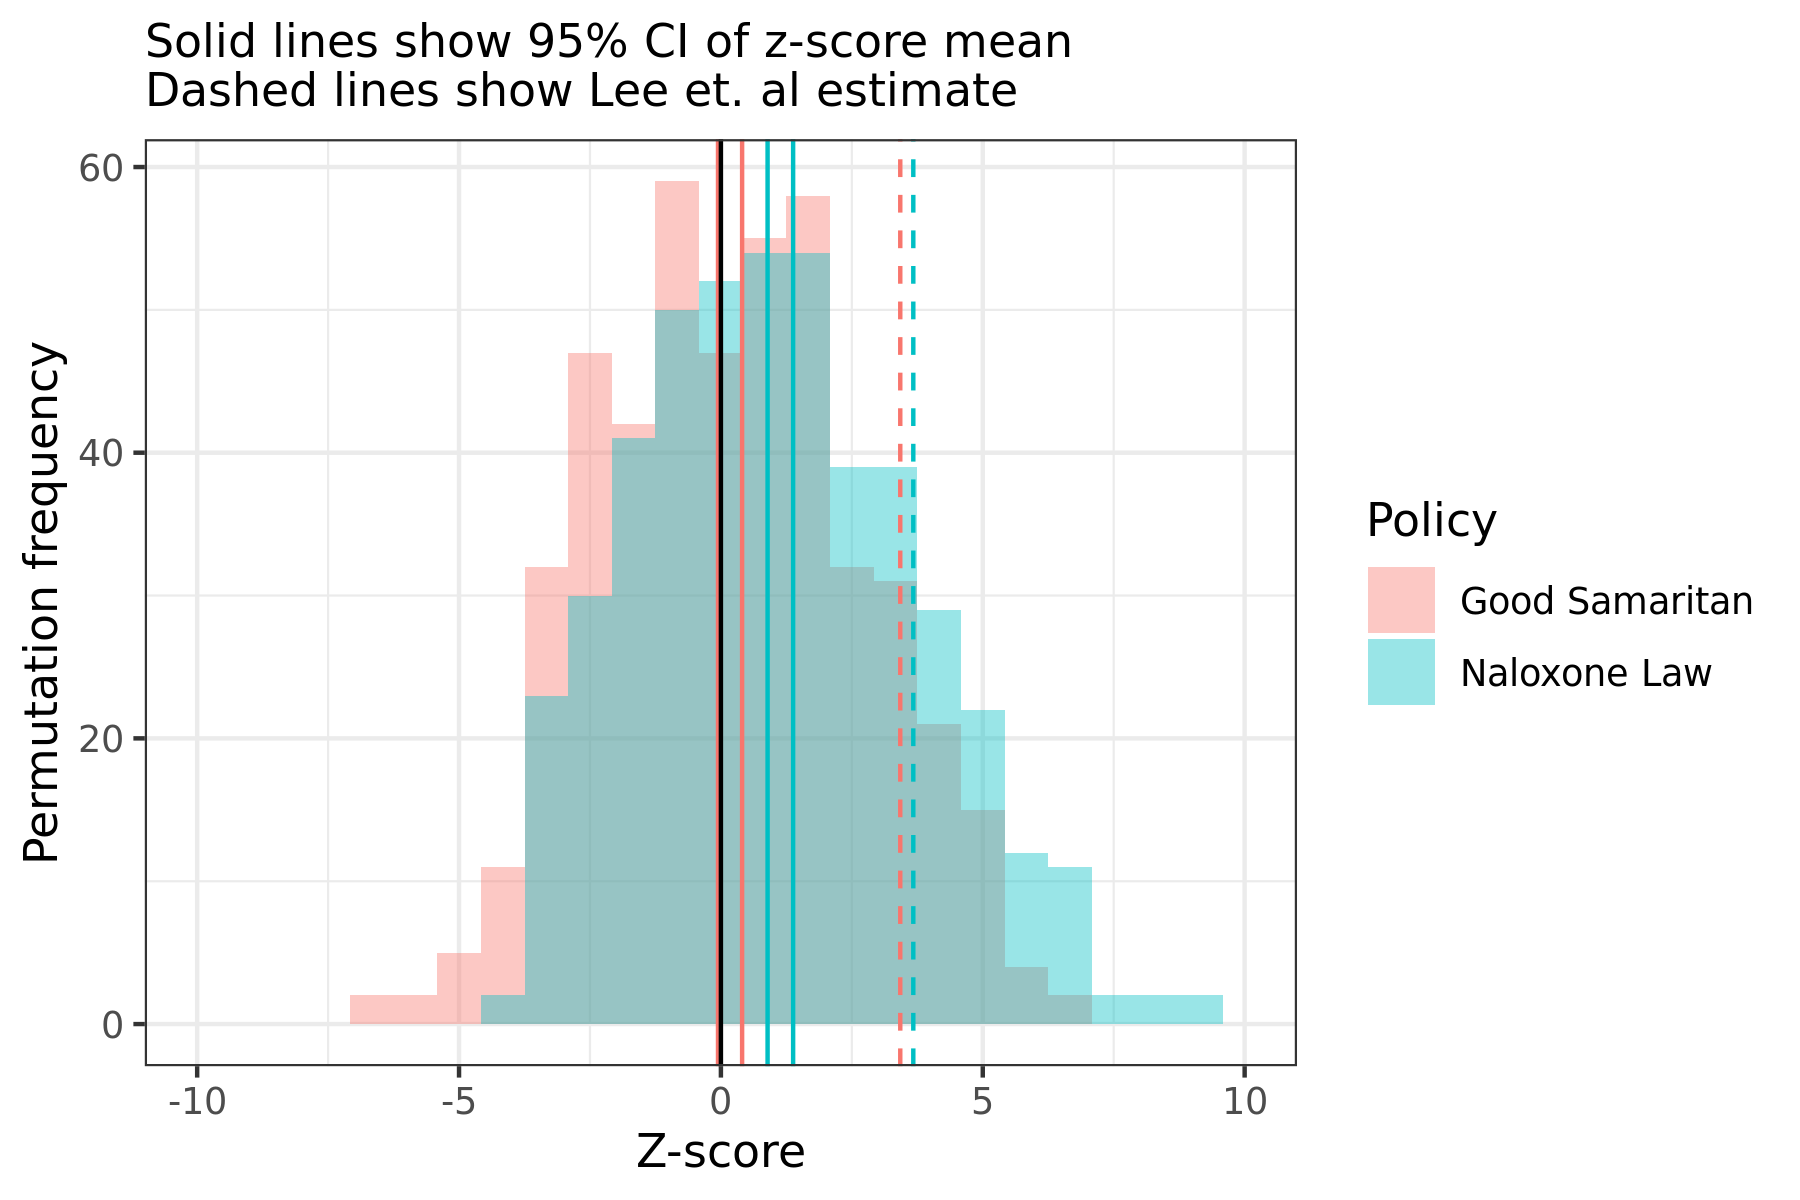 Solid lines show 95% CI of z-score mean
Dashed lines show Lee et. al estimate
Permutation frequency
60
40
20
0
-10
-5
0
5
10
Z-score
Policy
Good Samaritan
Naloxone Law